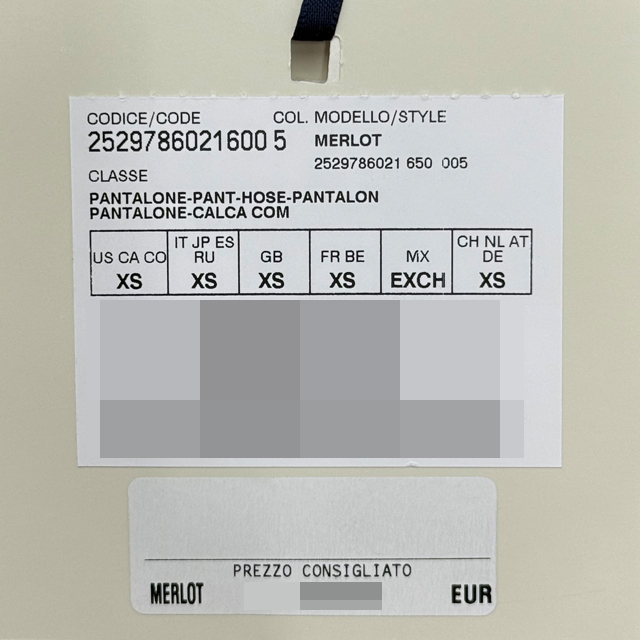 CODICE/CODE COL. MODELLO/STYLE
2529786021600 5 MERLOT
2529786021 650 005
CLASSE
PANTALONE-PANT-HOSE-PANTALON
PANTALONE-CALCA COM
US CA CO IT JP ES RU GB FR BE MX CH NL AT DE
XS XS XS XS EXCH XS
PREZZO CONSIGLIATO
MERLOT EUR